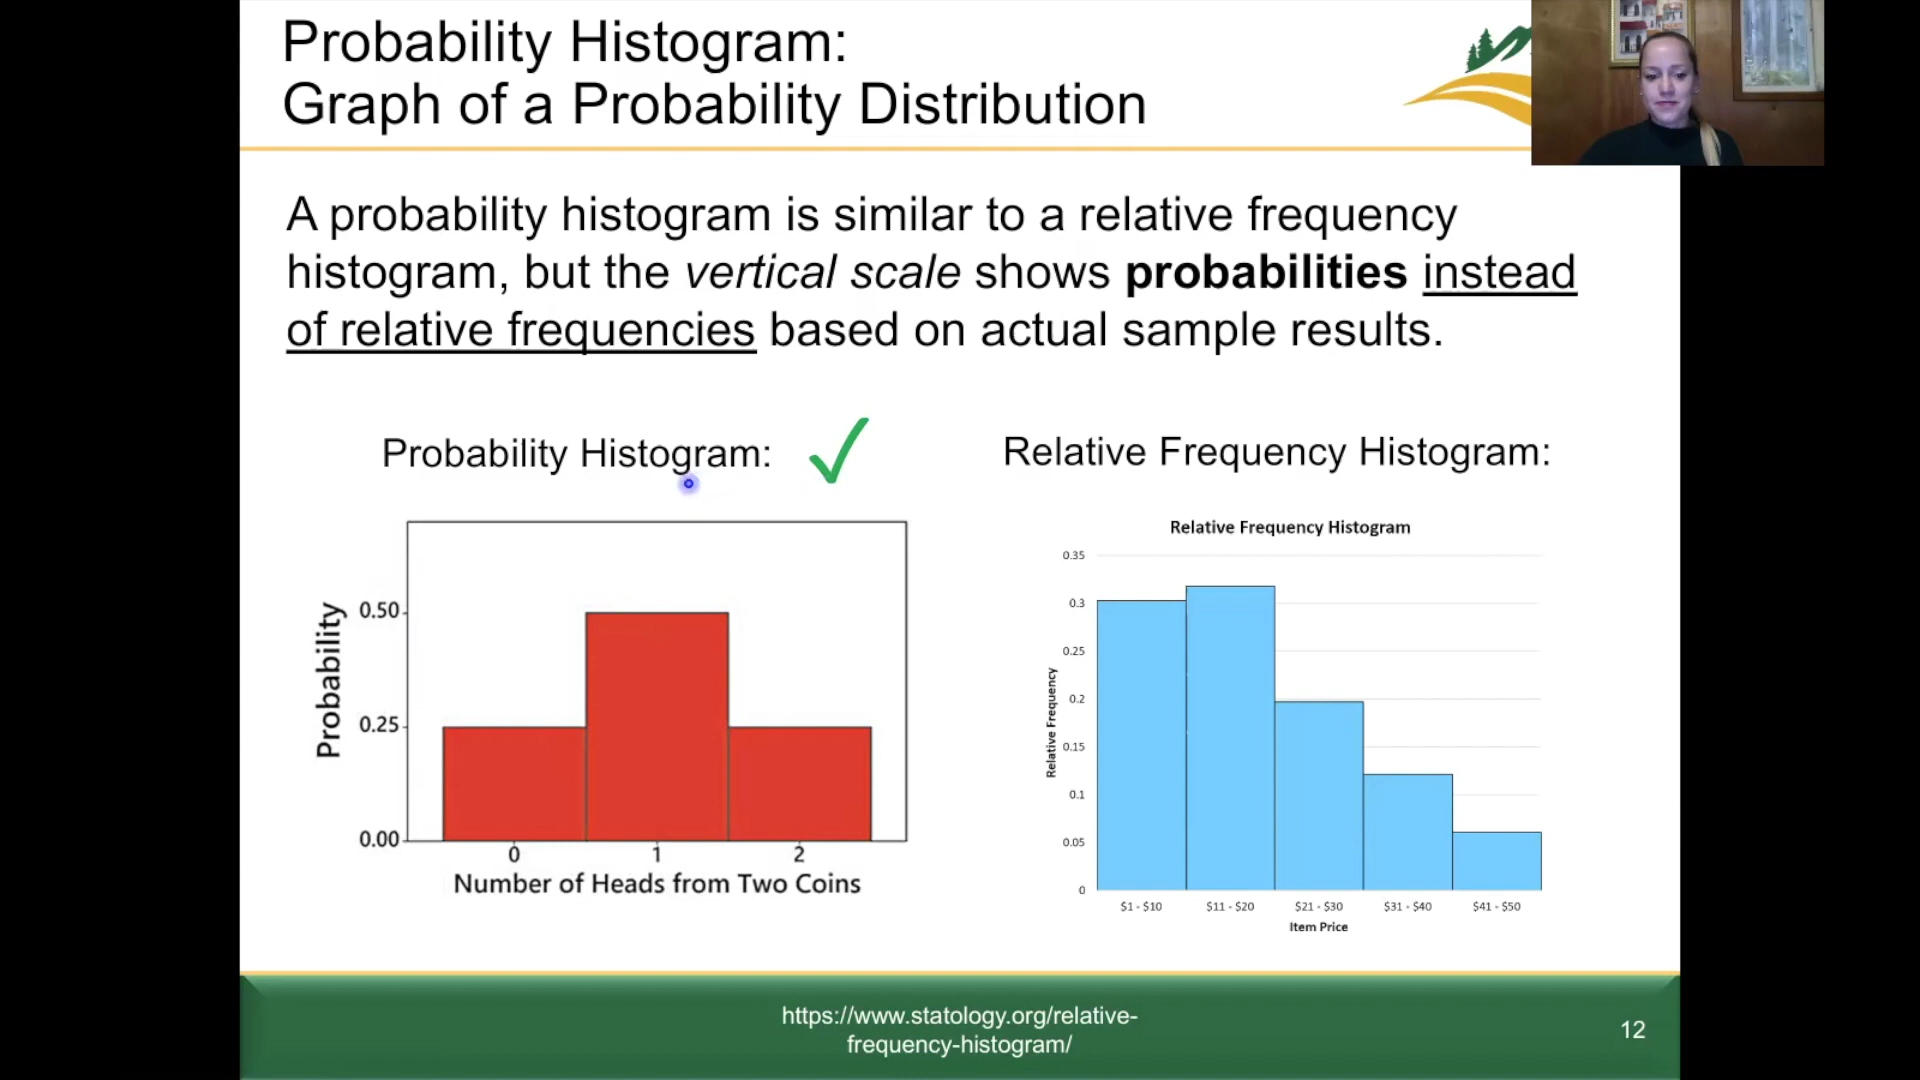 Probability Histogram:
Graph of a Probability Distribution
A probability histogram is similar to a relative frequency
histogram, but the vertical scale shows probabilities instead
of relative frequencies based on actual sample results.
Probability Histogram:
Relative Frequency Histogram:
Probability
0.50
0.25
0.00
0
1
2
Number of Heads from Two Coins
Relative Frequency Histogram
Relative Frequency
0.35
0.3
0.25
0.2
0.15
0.1
0.05
0
$1 - $10
$11 - $20
$21 - $30
$31 - $40
$41 - $50
Item Price
https://www.statology.org/relative-
frequency-histogram/
12